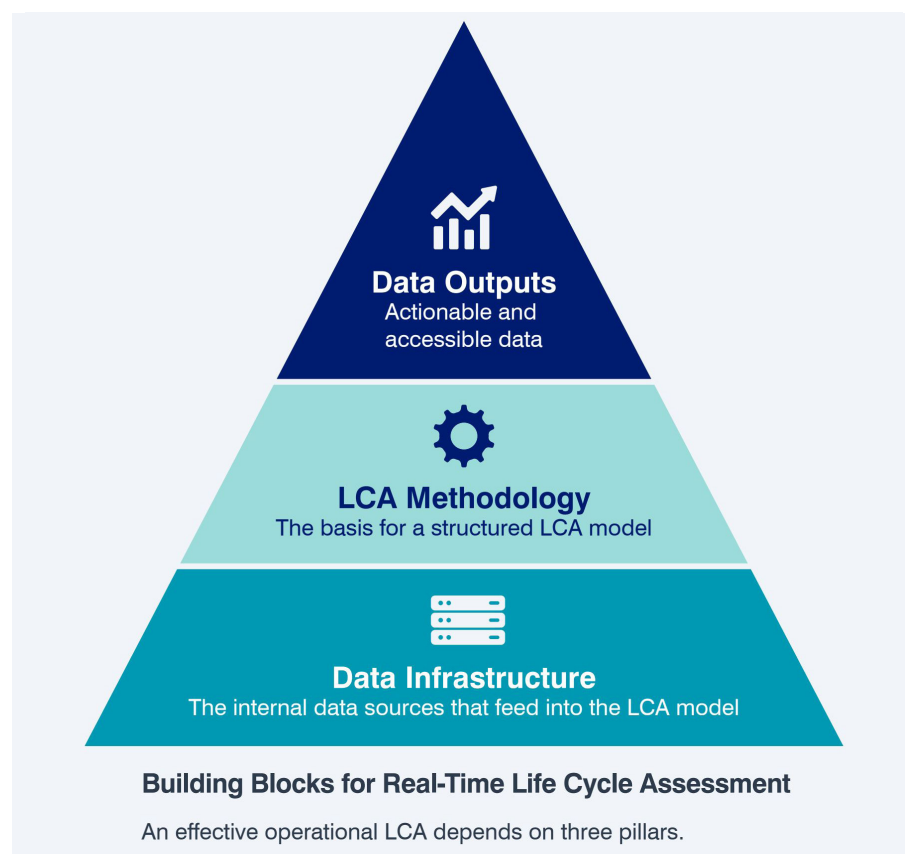 Data Outputs
Actionable and
accessible data
LCA Methodology
The basis for a structured LCA model
Data Infrastructure
The internal data sources that feed into the LCA model
Building Blocks for Real-Time Life Cycle Assessment
An effective operational LCA depends on three pillars.